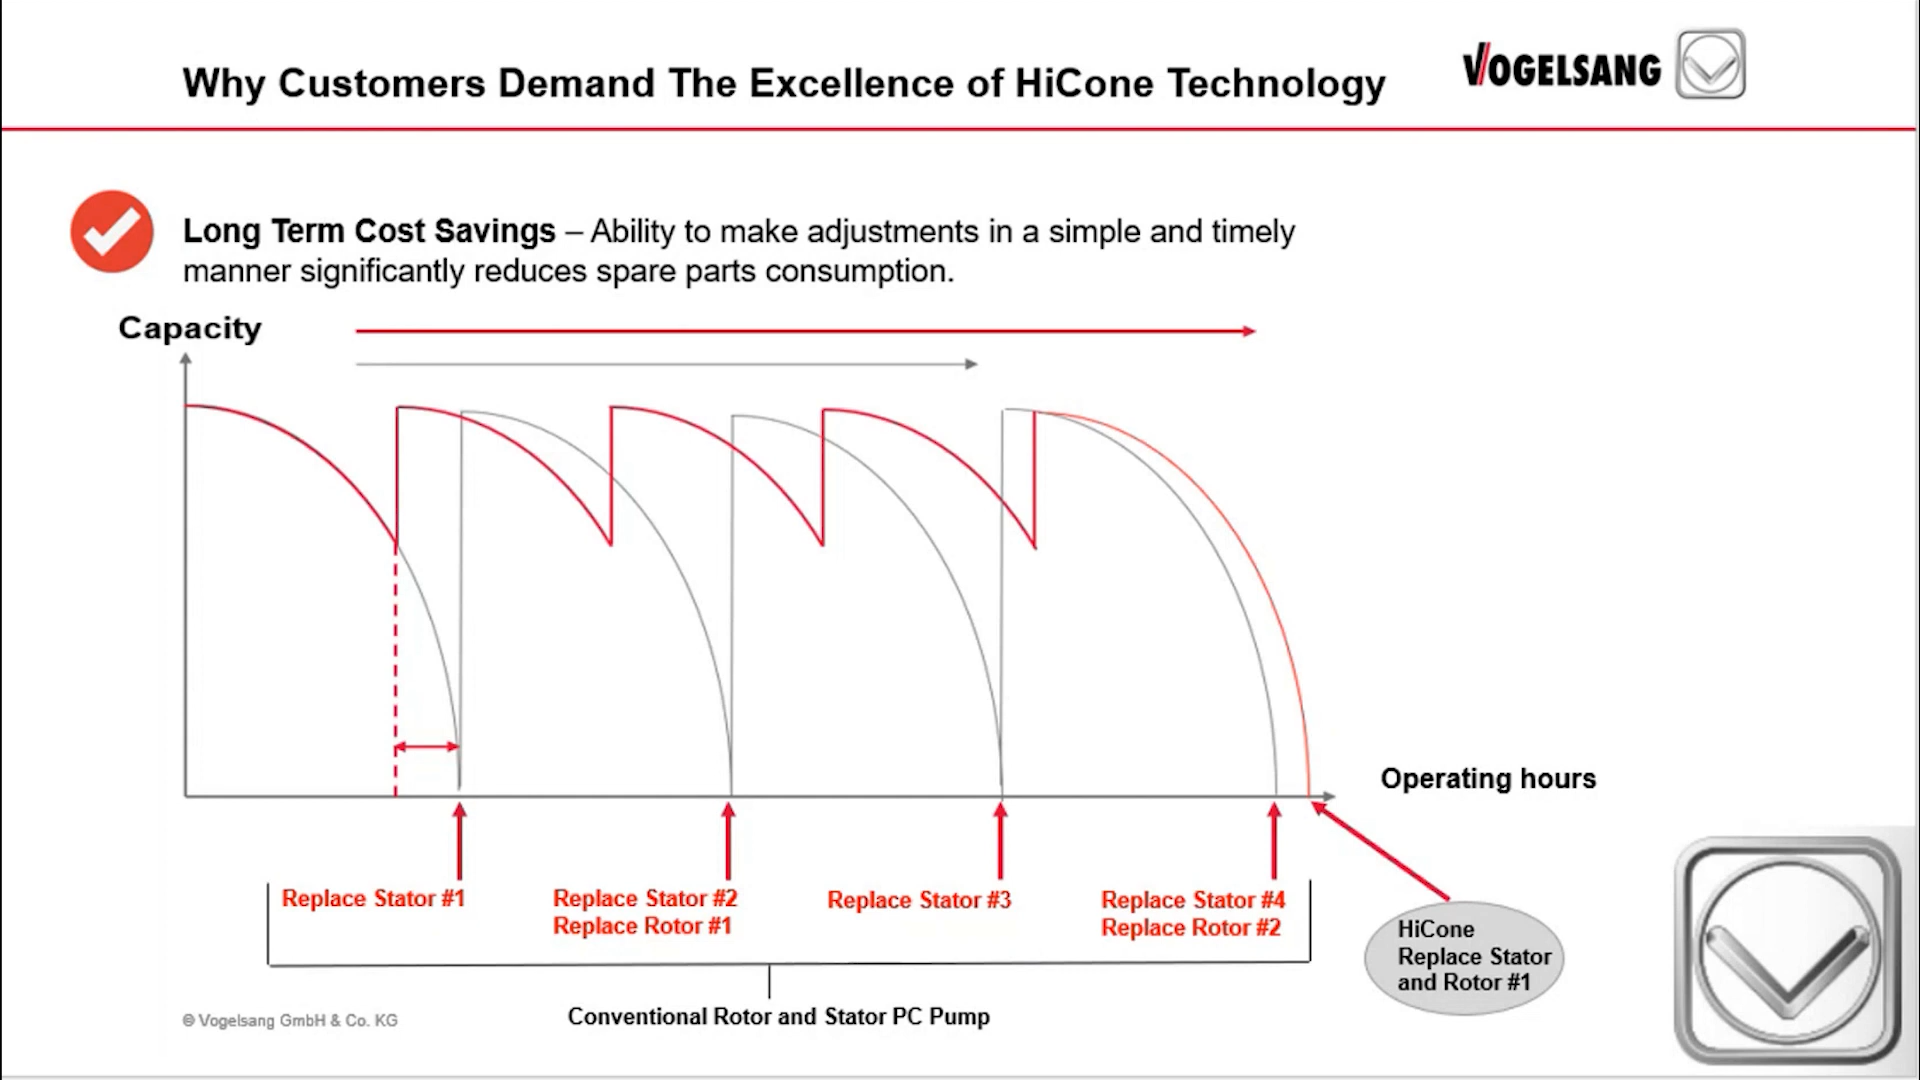 Why Customers Demand The Excellence of HiCone Technology
VOGELSANG
Long Term Cost Savings – Ability to make adjustments in a simple and timely
manner significantly reduces spare parts consumption.
Capacity
Operating hours
Replace Stator #1
Replace Stator #2
Replace Rotor #1
Replace Stator #3
Replace Stator #4
Replace Rotor #2
HiCone
Replace Stator
and Rotor #1
Conventional Rotor and Stator PC Pump
© Vogelsang GmbH & Co. KG